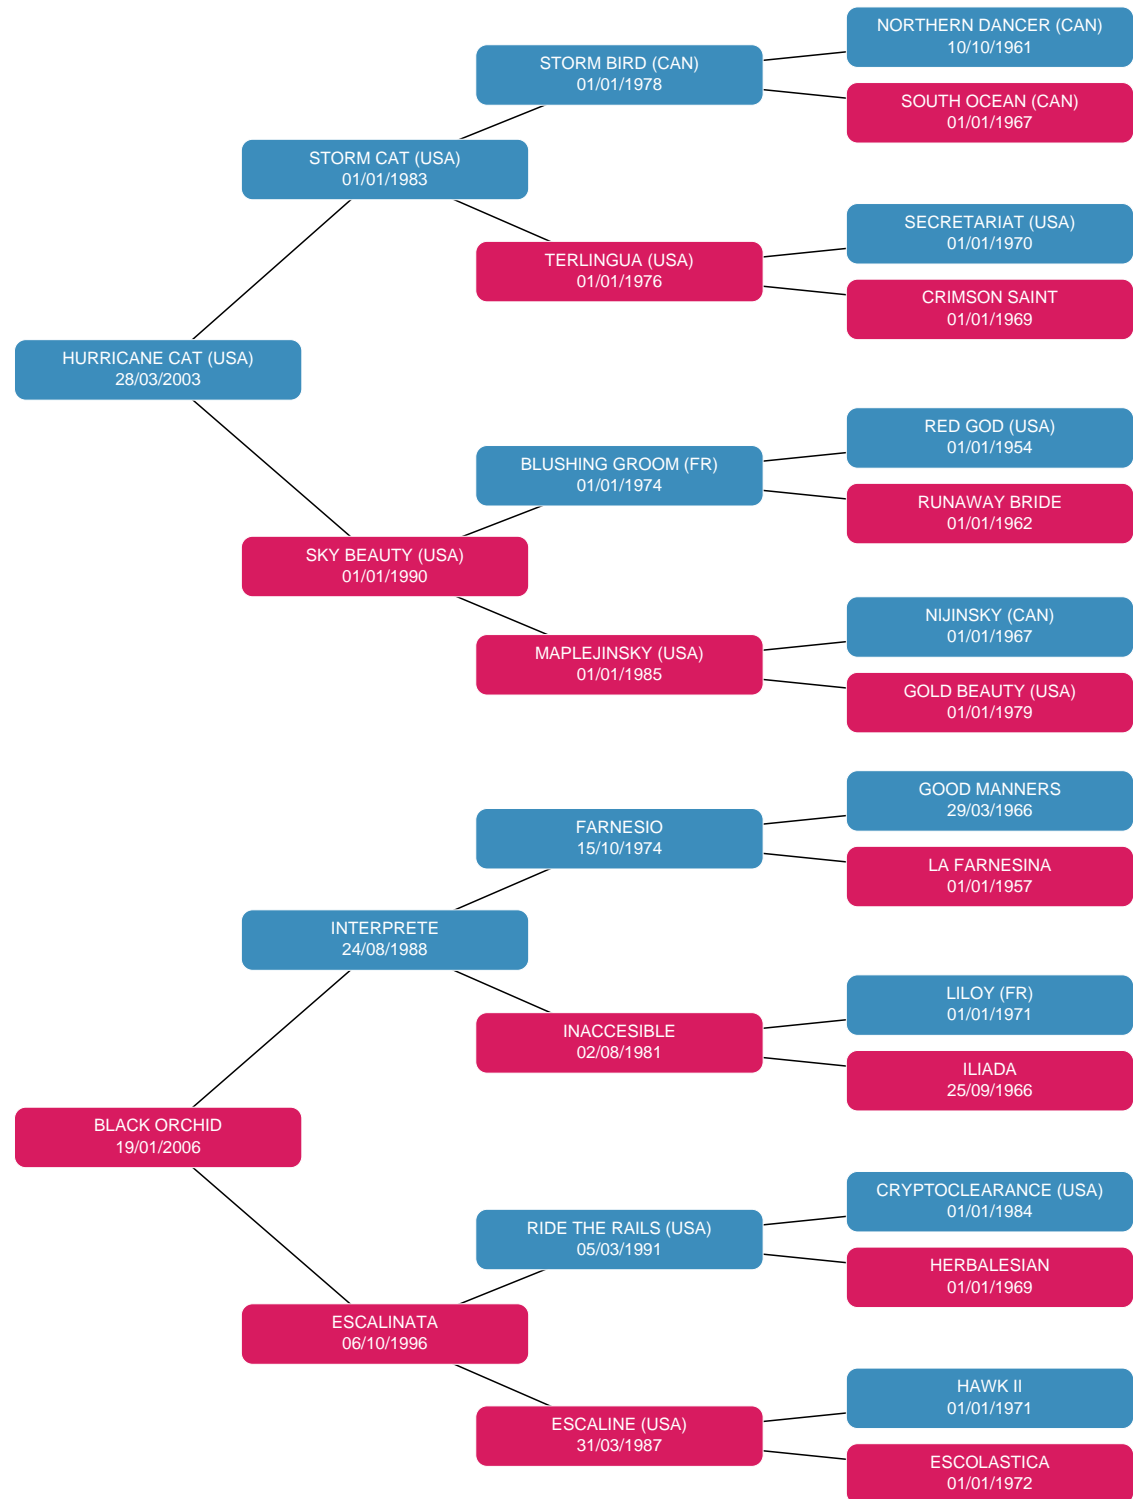 NORTHERN DANCER (CAN)
10/10/1961
STORM BIRD (CAN)
01/01/1978
SOUTH OCEAN (CAN)
01/01/1967
STORM CAT (USA)
01/01/1983
SECRETARIAT (USA)
01/01/1970
TERLINGUA (USA)
01/01/1976
CRIMSON SAINT
01/01/1969
HURRICANE CAT (USA)
28/03/2003
RED GOD (USA)
01/01/1954
BLUSHING GROOM (FR)
01/01/1974
RUNAWAY BRIDE
01/01/1962
SKY BEAUTY (USA)
01/01/1990
NIJINSKY (CAN)
01/01/1967
MAPLEJINSKY (USA)
01/01/1985
GOLD BEAUTY (USA)
01/01/1979
GOOD MANNERS
29/03/1966
FARNESIO
15/10/1974
LA FARNESINA
01/01/1957
INTERPRETE
24/08/1988
LILOY (FR)
01/01/1971
INACCESIBLE
02/08/1981
ILIADA
25/09/1966
BLACK ORCHID
19/01/2006
CRYPTOCLEARANCE (USA)
01/01/1984
RIDE THE RAILS (USA)
05/03/1991
HERBALESIAN
01/01/1969
ESCALINATA
06/10/1996
HAWK II
01/01/1971
ESCALINE (USA)
31/03/1987
ESCOLASTICA
01/01/1972